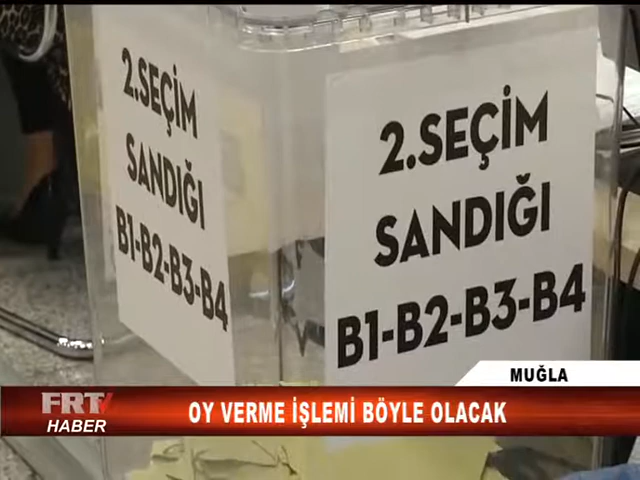 2.SEÇİM
SANDIĞI
B1-B2-B3-B4
2.SEÇİM
SANDIĞI
B1-B2-B3-B4
MUĞLA
FRT
HABER
OY VERME İŞLEMİ BÖYLE OLACAK